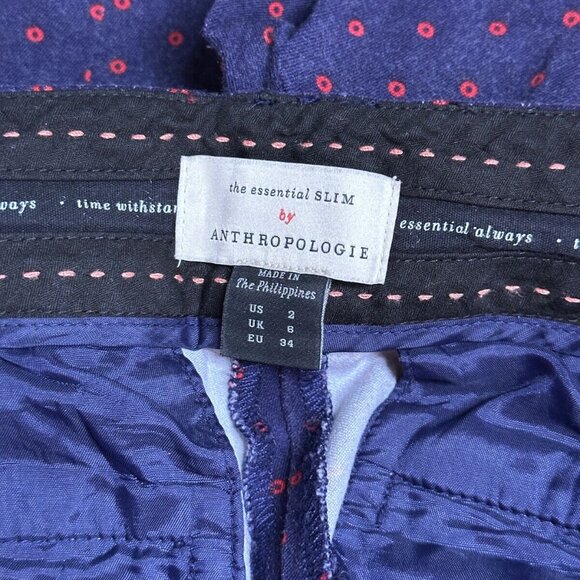 the essential SLIM
by
ANTHROPOLOGIE
ways · time withstan
essential always · t
MADE IN
The Philippines
US 2
UK 6
EU 34